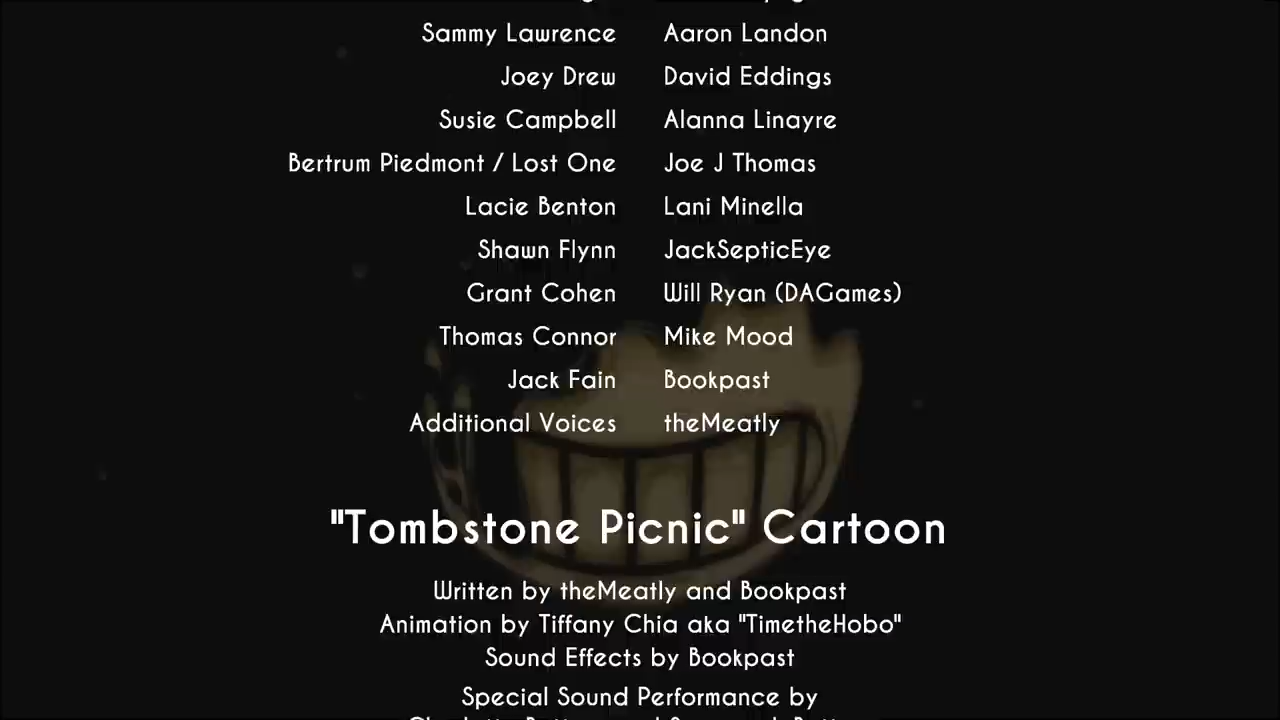 Sammy Lawrence Aaron Landon
Joey Drew David Eddings
Susie Campbell Alanna Linayre
Bertrum Piedmont / Lost One Joe J Thomas
Lacie Benton Lani Minella
Shawn Flynn JackSepticEye
Grant Cohen Will Ryan (DAGames)
Thomas Connor Mike Mood
Jack Fain Bookpast
Additional Voices theMeatly
"Tombstone Picnic" Cartoon
Written by theMeatly and Bookpast
Animation by Tiffany Chia aka "TimetheHobo"
Sound Effects by Bookpast
Special Sound Performance by